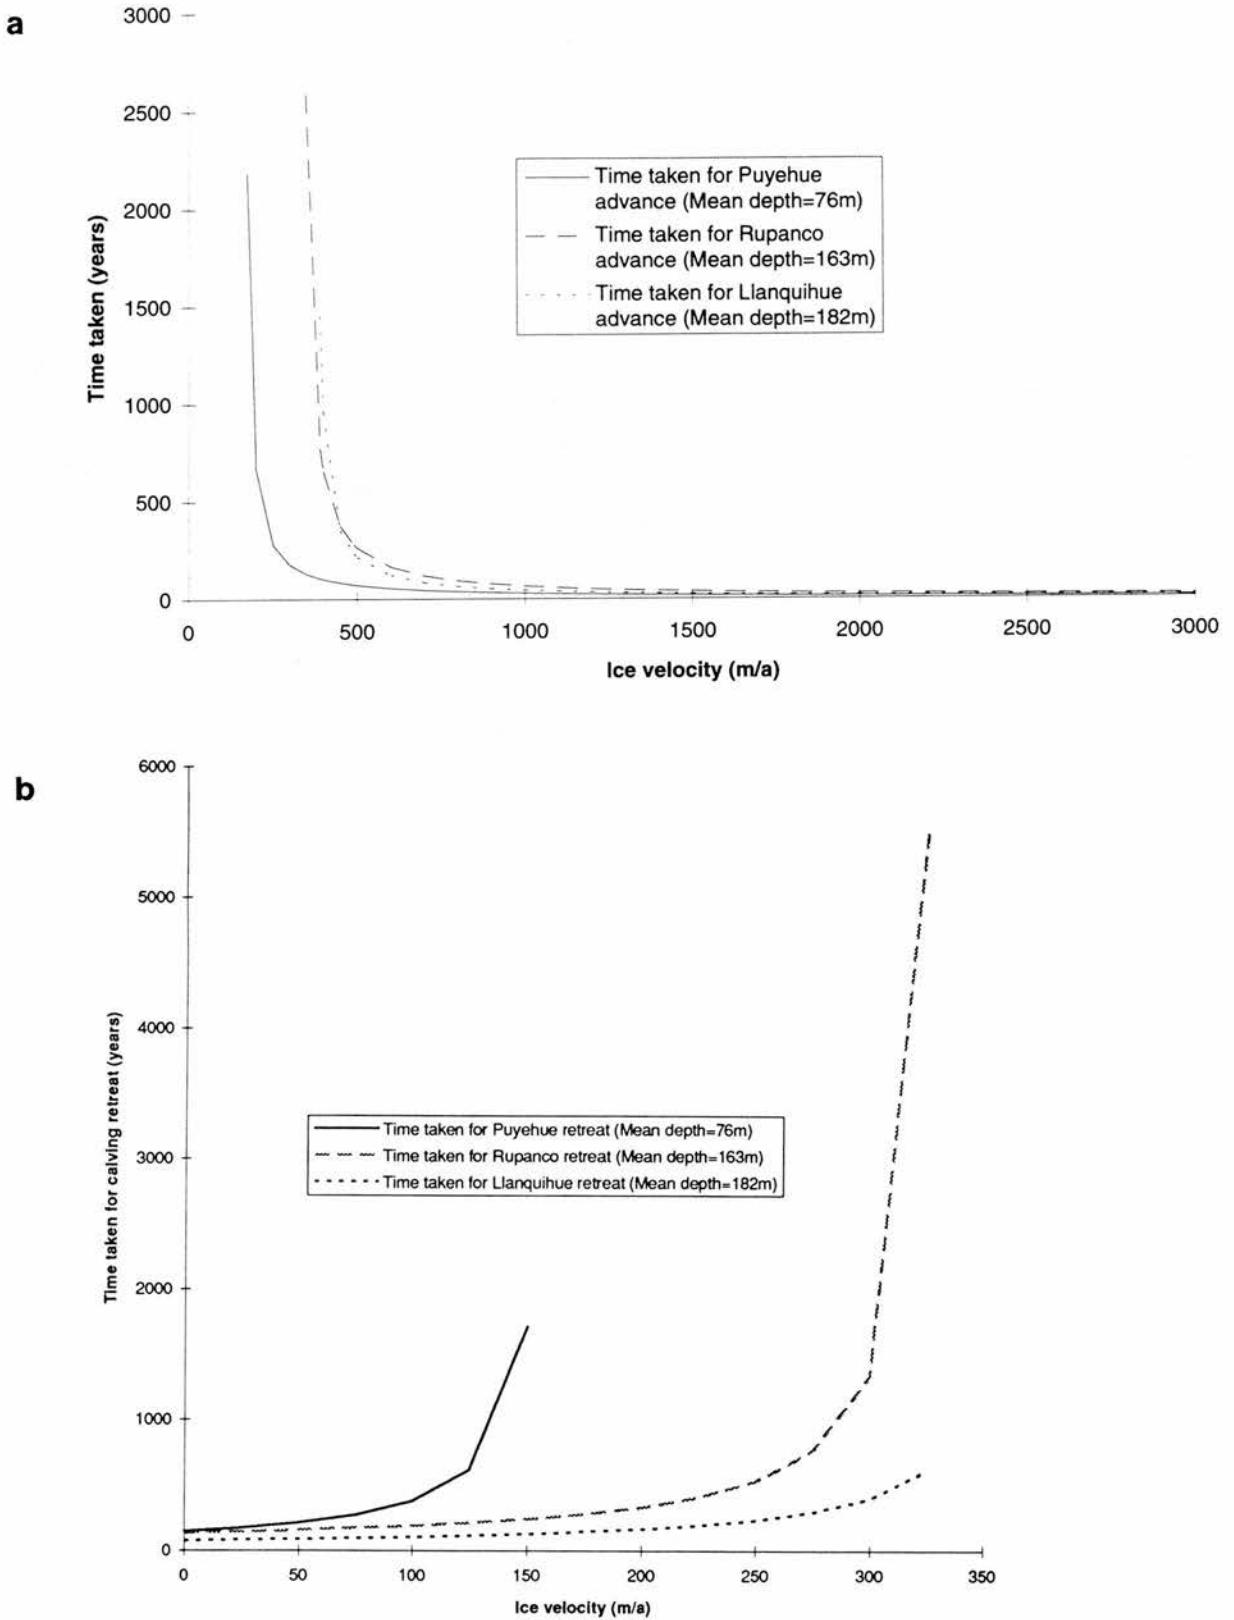 a
3000
2500
2000
1500
1000
500
0
Time taken (years)
Time taken for Puyehue
advance (Mean depth=76m)
Time taken for Rupanco
advance (Mean depth=163m)
Time taken for Llanquihue
advance (Mean depth=182m)
0 500 1000 1500 2000 2500 3000
Ice velocity (m/a)
b
6000
5000
4000
3000
2000
1000
0
Time taken for calving retreat (years)
Time taken for Puyehue retreat (Mean depth=76m)
Time taken for Rupanco retreat (Mean depth=163m)
Time taken for Llanquihue retreat (Mean depth=182m)
0 50 100 150 200 250 300 350
Ice velocity (m/a)